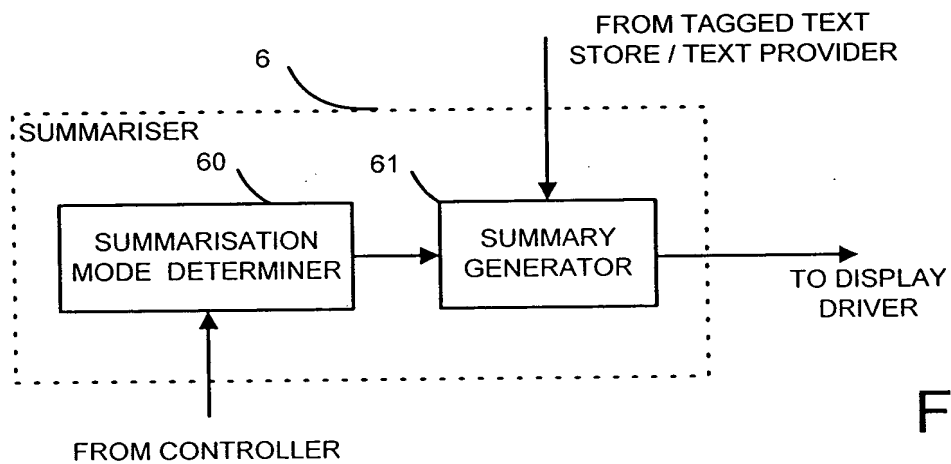 FROM TAGGED TEXT
STORE / TEXT PROVIDER
6
SUMMARISER
60
61
SUMMARISATION
MODE DETERMINER
SUMMARY
GENERATOR
TO DISPLAY
DRIVER
FROM CONTROLLER
F